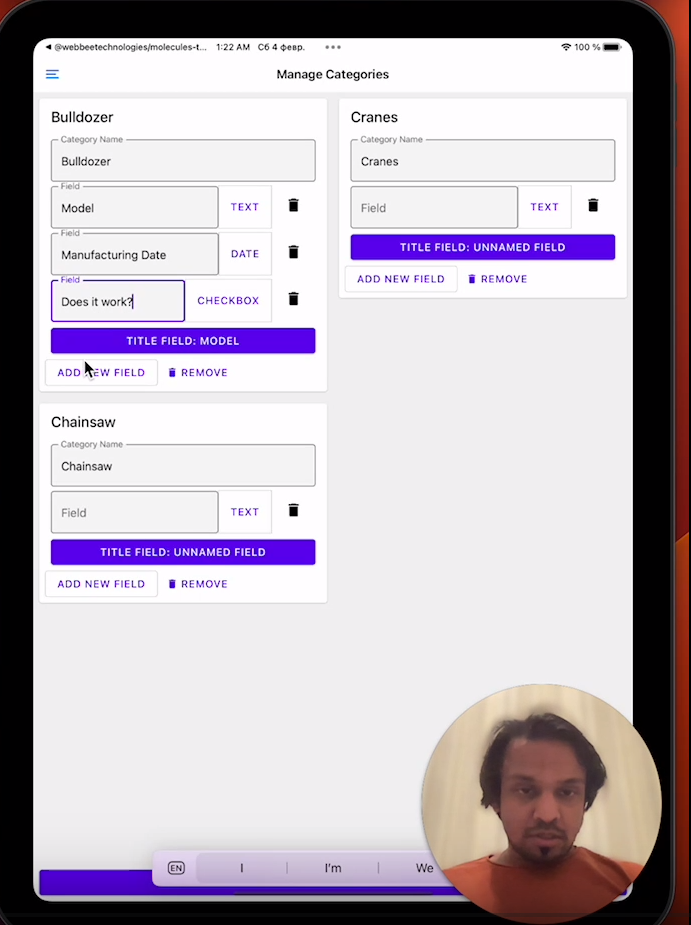 ◀ @webbeetechnologies/molecules-t... 1:22 AM Сб 4 февр. ••• 100 %
Manage Categories
Bulldozer
Category Name
Bulldozer
Field
Model TEXT
Field
Manufacturing Date DATE
Field
Does it work? CHECKBOX
TITLE FIELD: MODEL
ADD NEW FIELD REMOVE
Cranes
Category Name
Cranes
Field TEXT
TITLE FIELD: UNNAMED FIELD
ADD NEW FIELD REMOVE
Chainsaw
Category Name
Chainsaw
Field TEXT
TITLE FIELD: UNNAMED FIELD
ADD NEW FIELD REMOVE
EN I I'm We